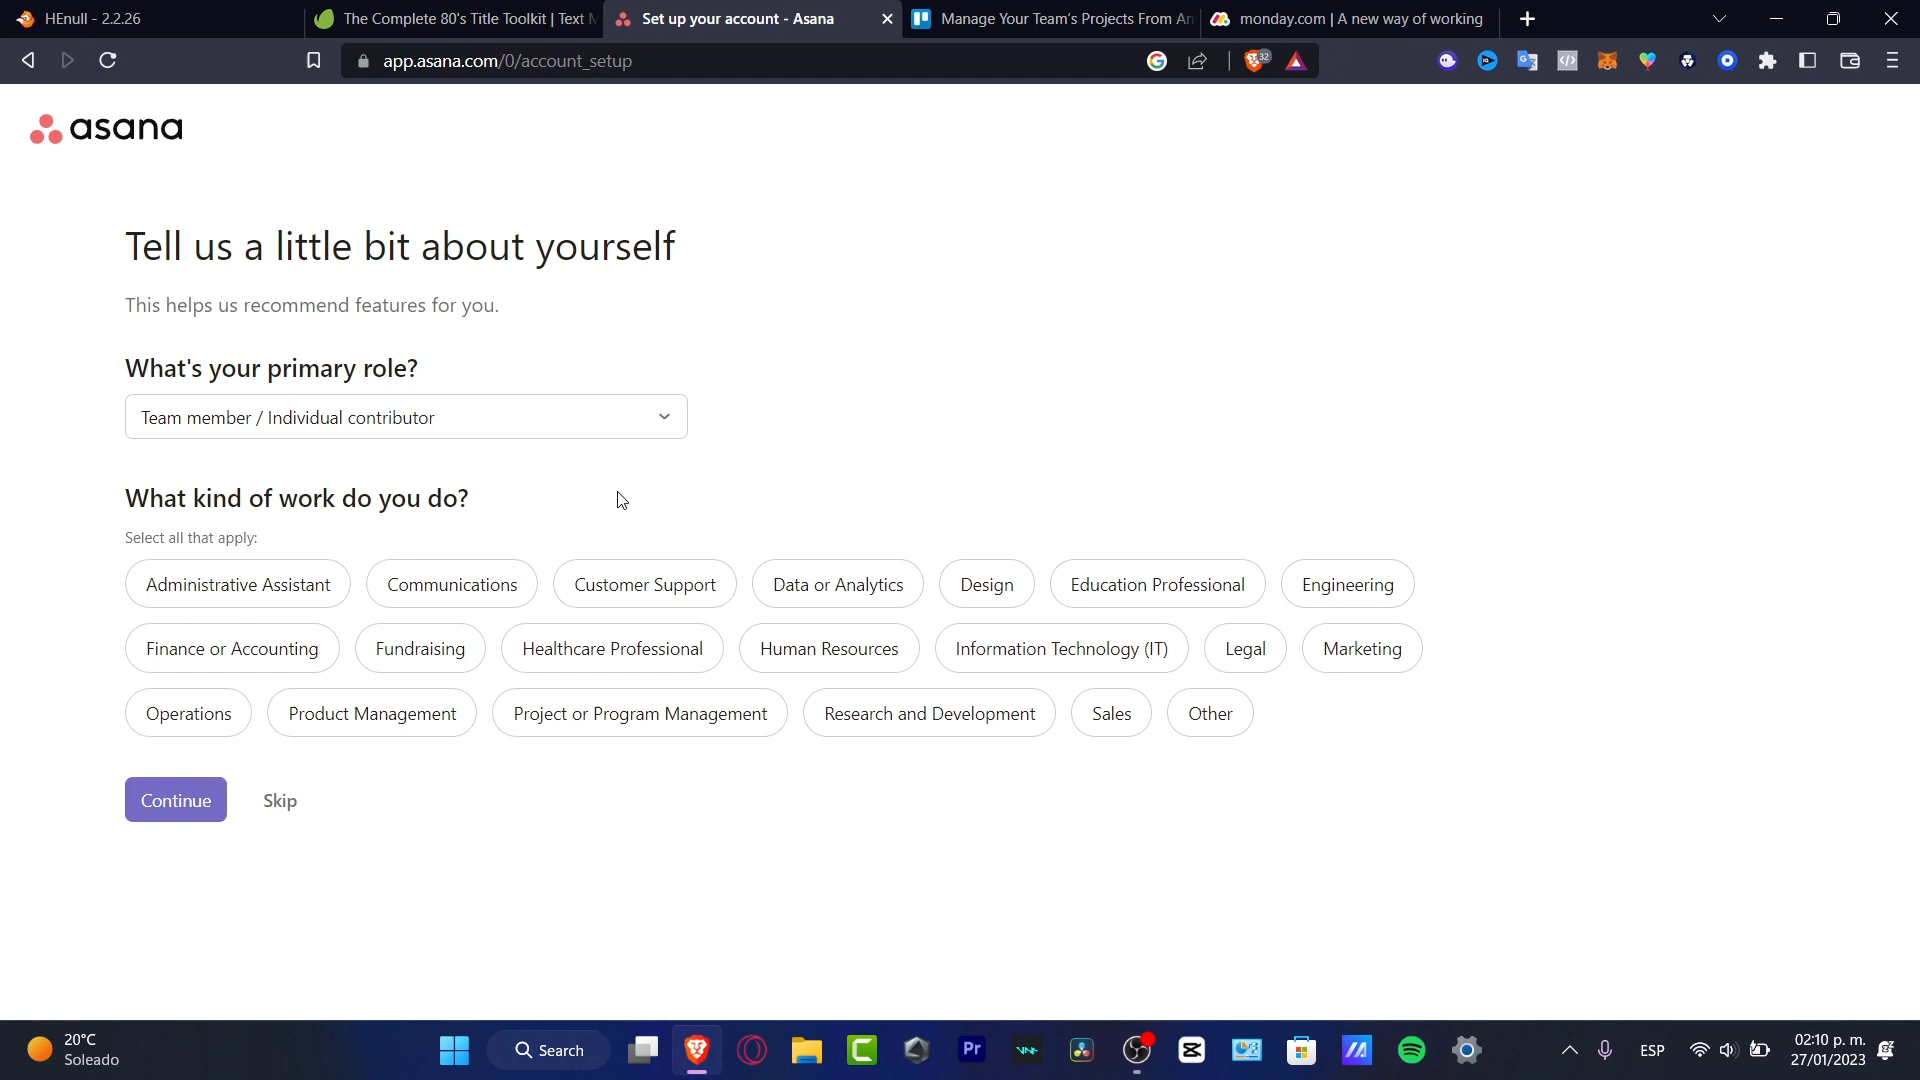 HEnull - 2.2.26
The Complete 80's Title Toolkit | Text
Set up your account - Asana
Manage Your Team's Projects From An
monday.com | A new way of working
app.asana.com/0/account_setup
32
asana
Tell us a little bit about yourself
This helps us recommend features for you.
What's your primary role?
Team member / Individual contributor
What kind of work do you do?
Select all that apply:
Administrative Assistant Communications Customer Support Data or Analytics Design Education Professional Engineering
Finance or Accounting Fundraising Healthcare Professional Human Resources Information Technology (IT) Legal Marketing
Operations Product Management Project or Program Management Research and Development Sales Other
Continue Skip
20°C
Soleado
Search
Pr
ESP
02:10 p. m.
27/01/2023